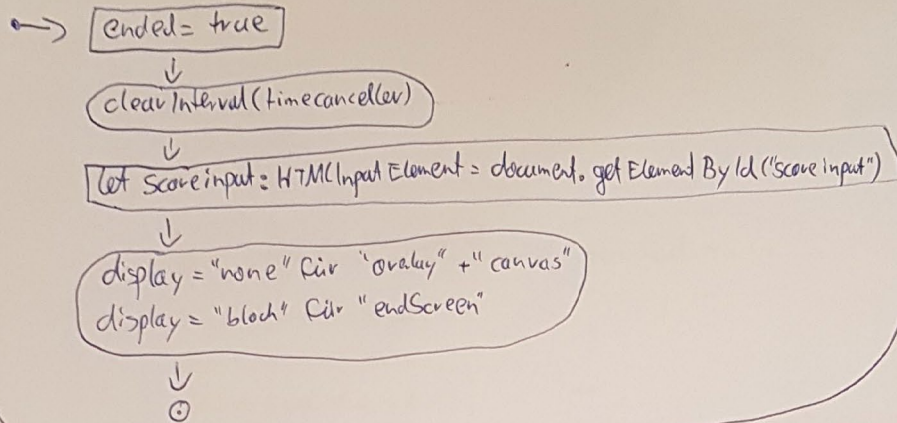 ended = true
clearInterval(timecanceller)
let scoreinput: HTMLInputElement = document.getElementById("scoreinput")
display = "none" für "ovalay" + "canvas"
display = "block" für "endScreen"